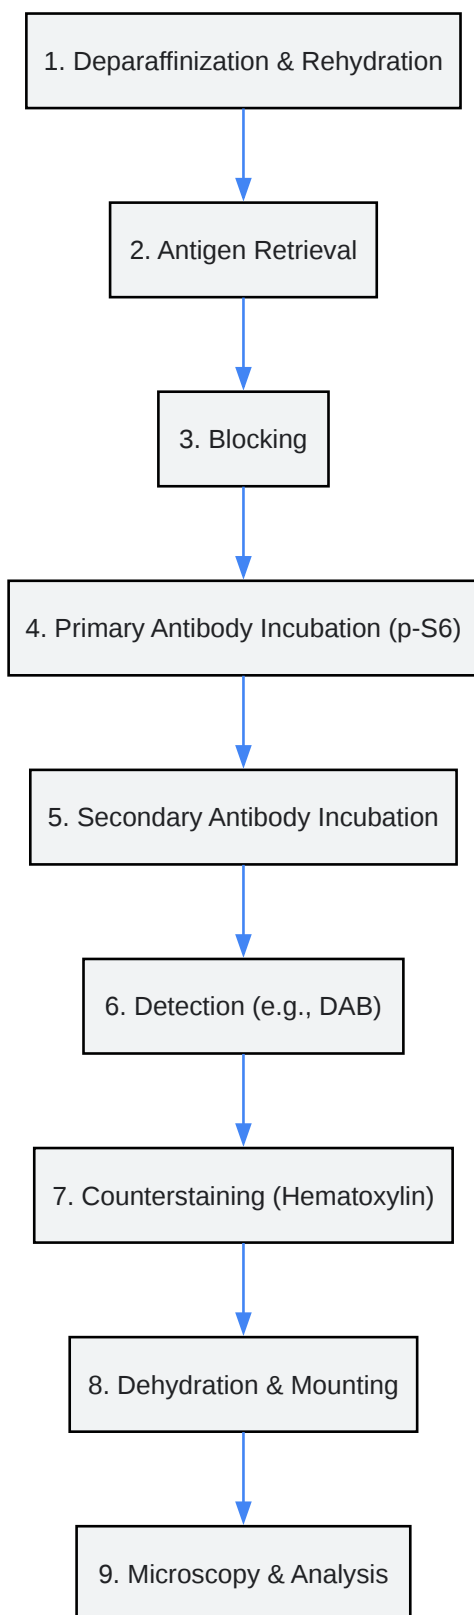 1. Deparaffinization & Rehydration
2. Antigen Retrieval
3. Blocking
4. Primary Antibody Incubation (p-S6)
5. Secondary Antibody Incubation
6. Detection (e.g., DAB)
7. Counterstaining (Hematoxylin)
8. Dehydration & Mounting
9. Microscopy & Analysis